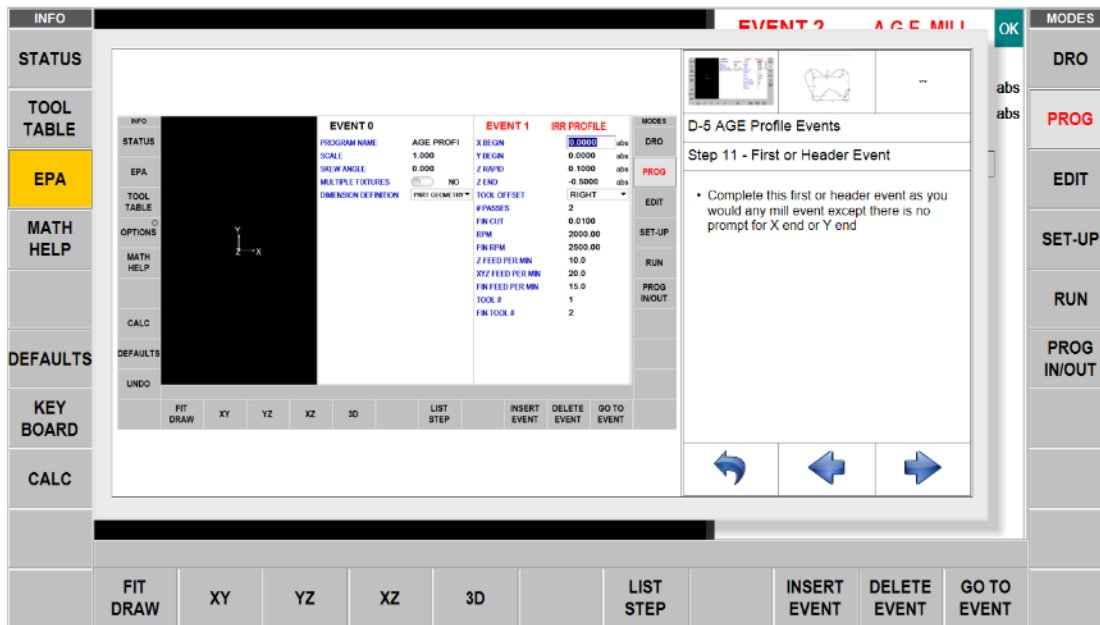 INFO
STATUS
TOOL
TABLE
EPA
MATH
HELP
DEFAULTS
KEY
BOARD
CALC
EVENT 2 A.G.E. MILL
OK
abs
abs
INFO
STATUS
EPA
TOOL
TABLE
OPTIONS
MATH
HELP
CALC
DEFAULTS
UNDO
Y
Z X
EVENT 0
PROGRAM NAME AGE PROFI
SCALE 1.000
SKEW ANGLE 0.000
MULTIPLE FIXTURES NO
DIMENSION DEFINITION PART GEOMETRY
EVENT 1 IRR PROFILE
X BEGIN 0.0000 abs
Y BEGIN 0.0000 abs
Z RAPID 0.1000 abs
Z END -0.5000 abs
TOOL OFFSET RIGHT
# PASSES 2
FIN CUT 0.0100
RPM 2000.00
FIN RPM 2500.00
Z FEED PER MIN 10.0
XYZ FEED PER MIN 20.0
FIN FEED PER MIN 15.0
TOOL # 1
FIN TOOL # 2
MODES
DRO
PROG
EDIT
SET-UP
RUN
PROG
IN/OUT
FIT
DRAW
XY
YZ
XZ
3D
LIST
STEP
INSERT
EVENT
DELETE
EVENT
GO TO
EVENT
D-5 AGE Profile Events
Step 11 - First or Header Event
• Complete this first or header event as you
would any mill event except there is no
prompt for X end or Y end
MODES
DRO
PROG
EDIT
SET-UP
RUN
PROG
IN/OUT
FIT
DRAW
XY
YZ
XZ
3D
LIST
STEP
INSERT
EVENT
DELETE
EVENT
GO TO
EVENT